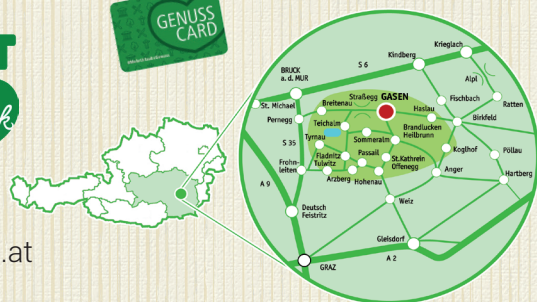 T
k
GENUSS
CARD
.at
Krieglach
Kindberg
S 6
Alpl
BRUCK
a. d. MUR
Straßegg
GASEN
Fischbach
Ratten
St. Michael
Breitenau
Haslau
Pernegg
Teichalm
Birkfeld
Brandlucken
Heilbrunn
S 35
Tyrnau
Sommeralm
Koglhof
Pöllau
Fladnitz
Tulwitz
Passail
St.Kathrein
Offenegg
Frohn-
leiten
Arzberg
Hohenau
Anger
Hartberg
A 9
Deutsch
Feistritz
Weiz
Gleisdorf
GRAZ
A 2